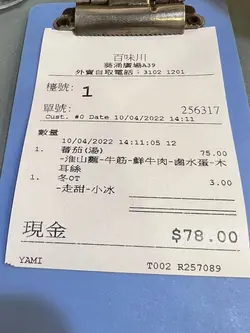 百味川
葵涌廣場A39
外賣自取電話: 3102 1201
檯號: 1
單號: 256317
Cust. #0 Date 10/04/2022 14:11
數量
10/04/2022 14:11:05 12
1: 蕃茄(湯) 75.00
-淮山麵-牛筋-鮮牛肉-鹵水蛋-木
耳絲
1: 冬OT 3.00
-走甜-小冰
現金 $78.00
YAMI T002 R257089